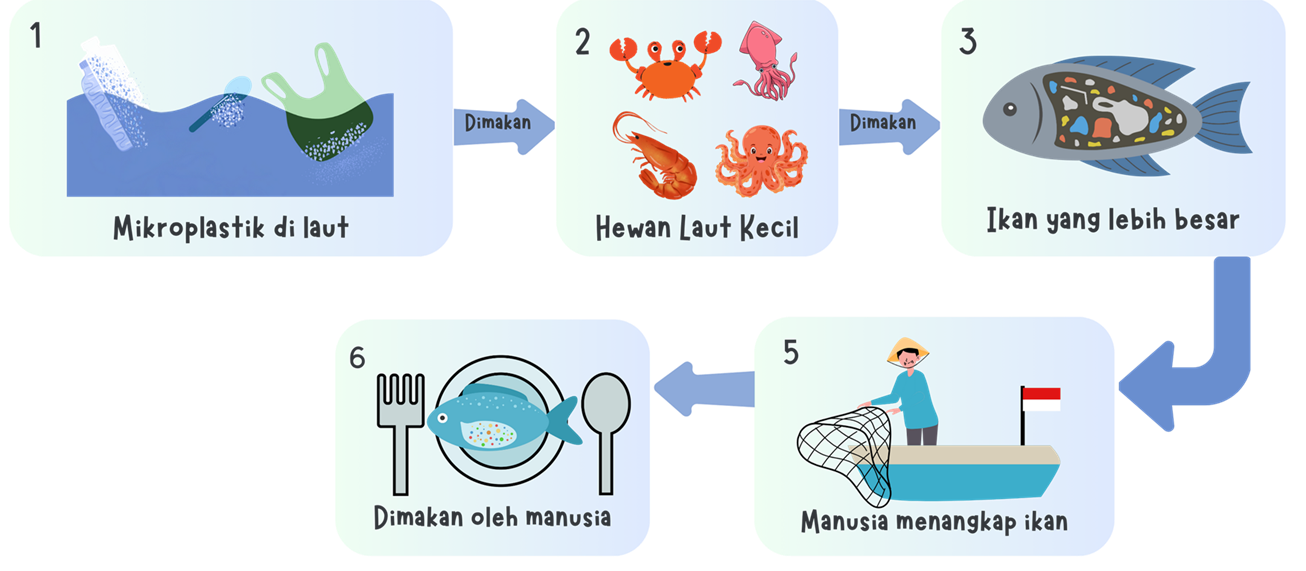 1
Mikroplastik di laut
Dimakan
2
Hewan Laut Kecil
Dimakan
3
Ikan yang lebih besar
5
Manusia menangkap ikan
6
Dimakan oleh manusia